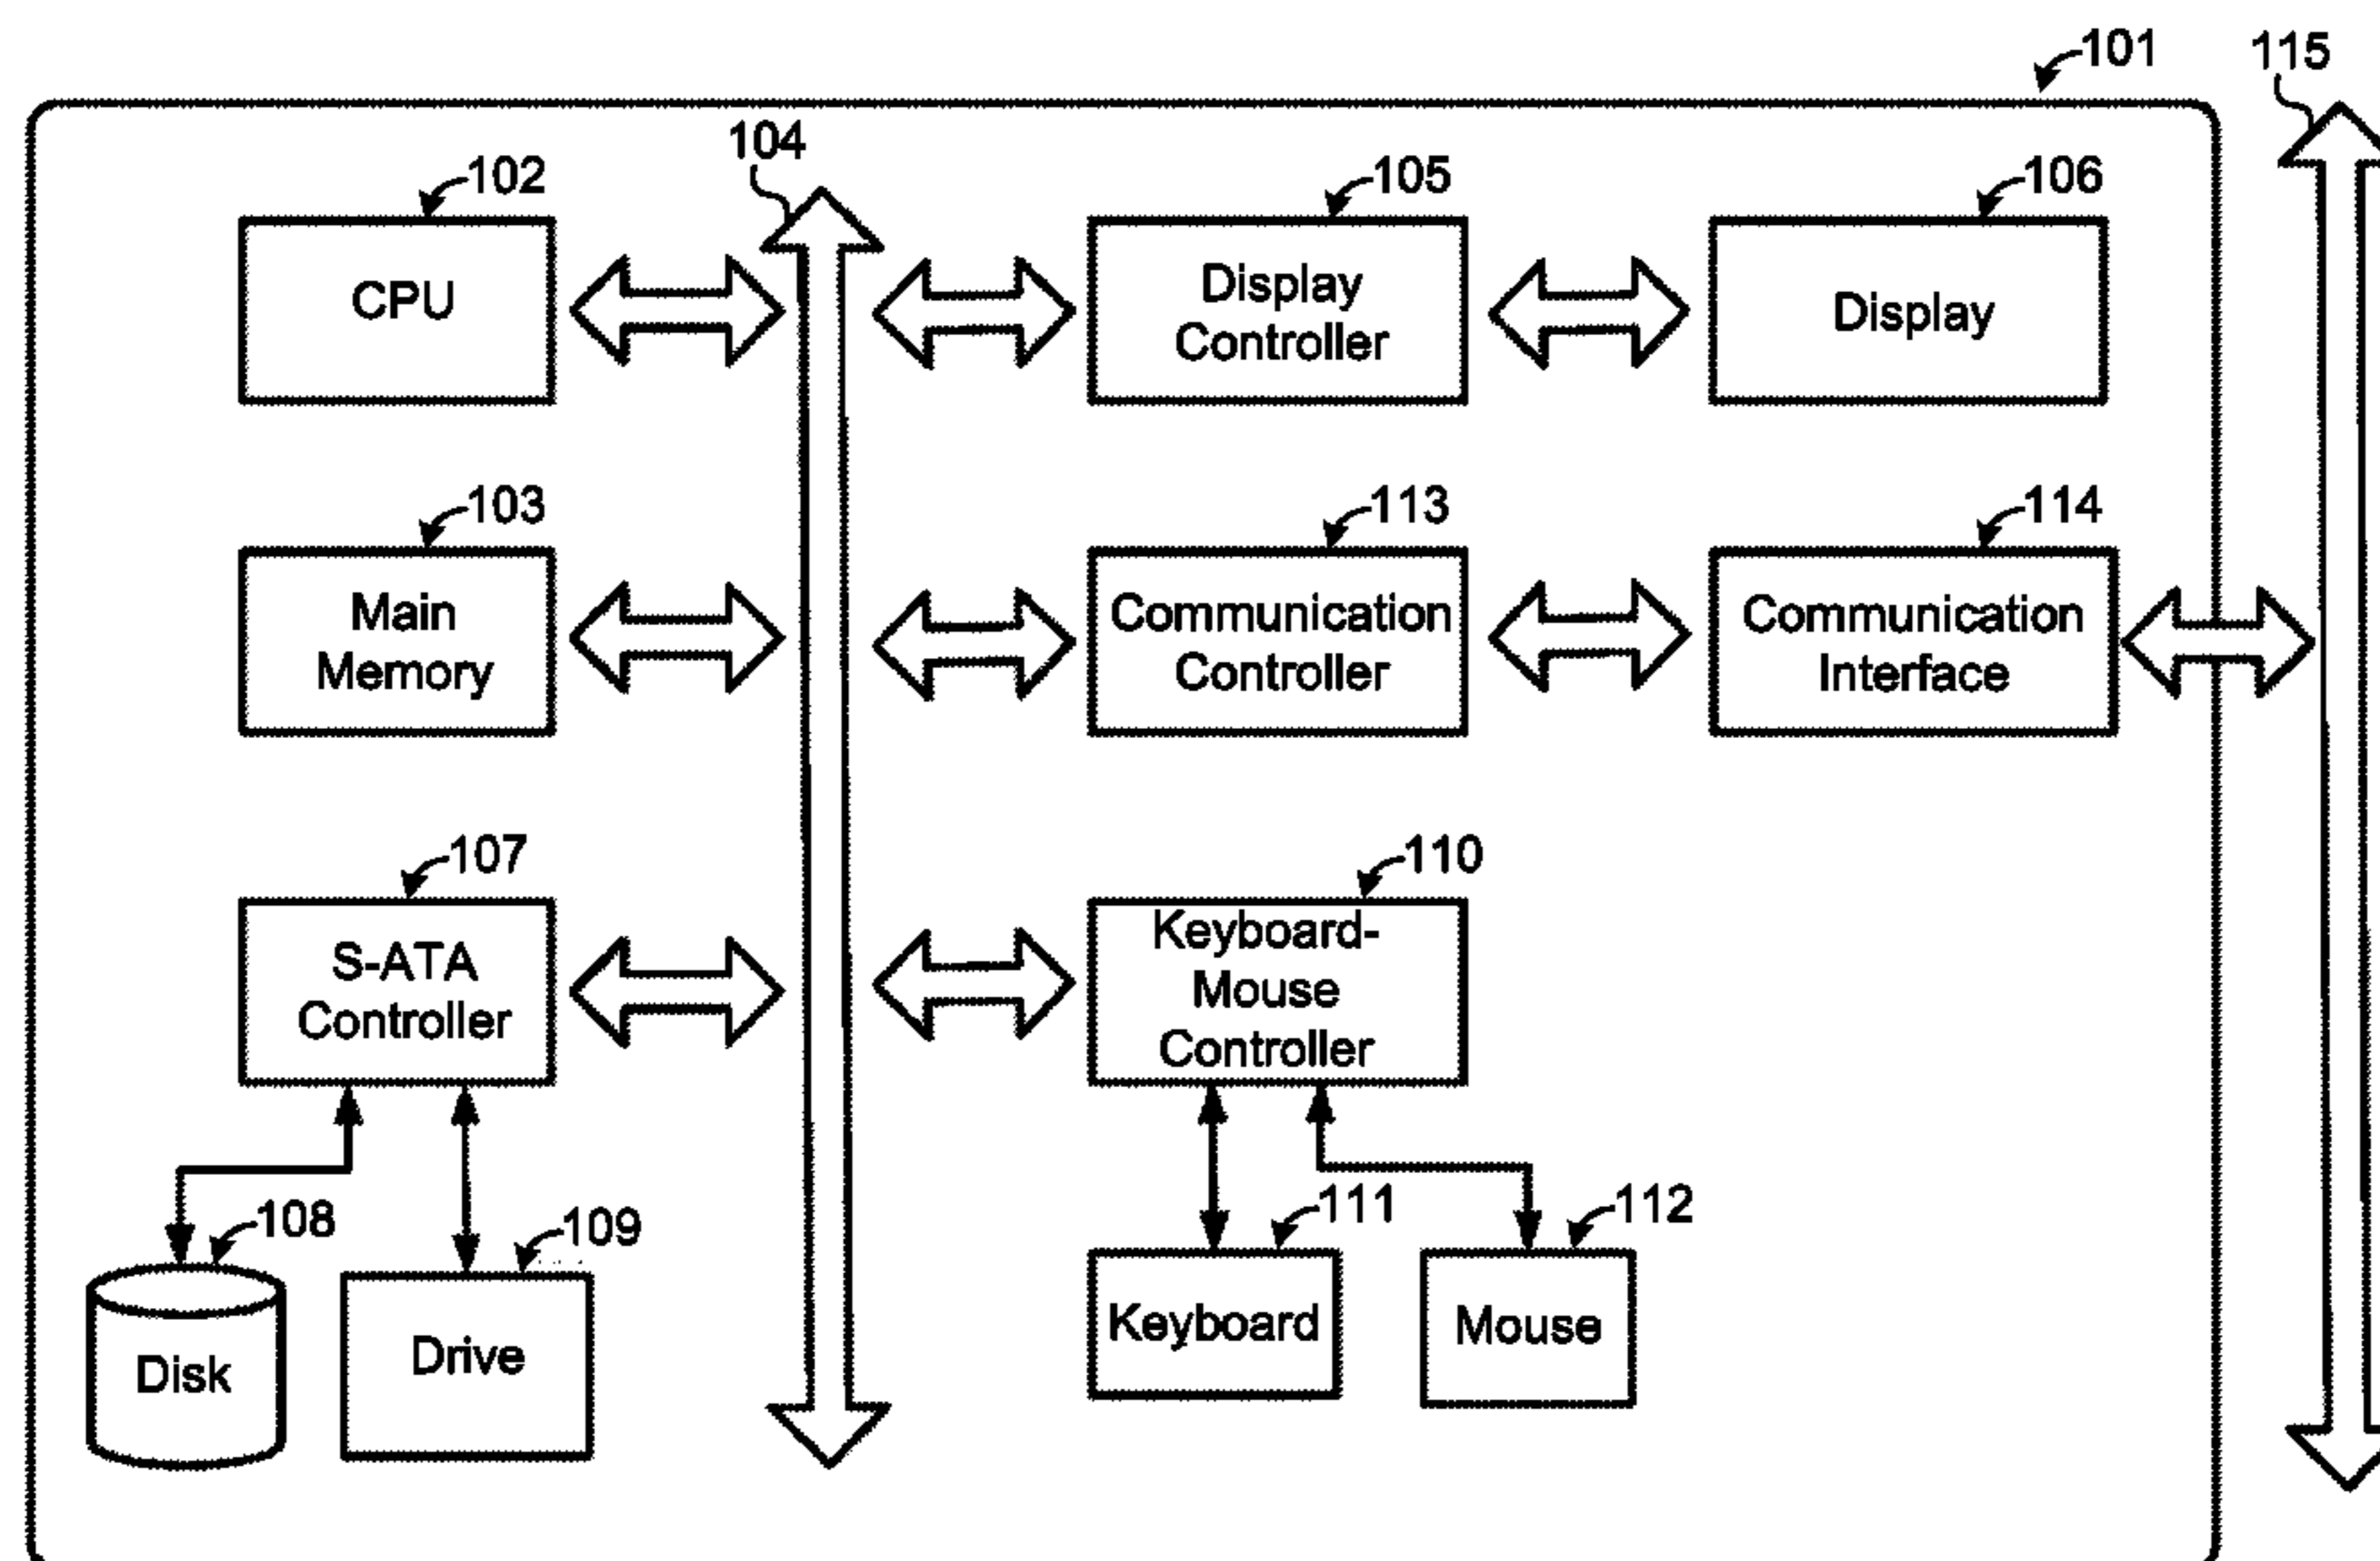 101
115
104
102
105
106
CPU
Display
Controller
Display
103
113
114
Main
Memory
Communication
Controller
Communication
Interface
107
110
S-ATA
Controller
Keyboard-
Mouse
Controller
108
109
111
112
Disk
Drive
Keyboard
Mouse